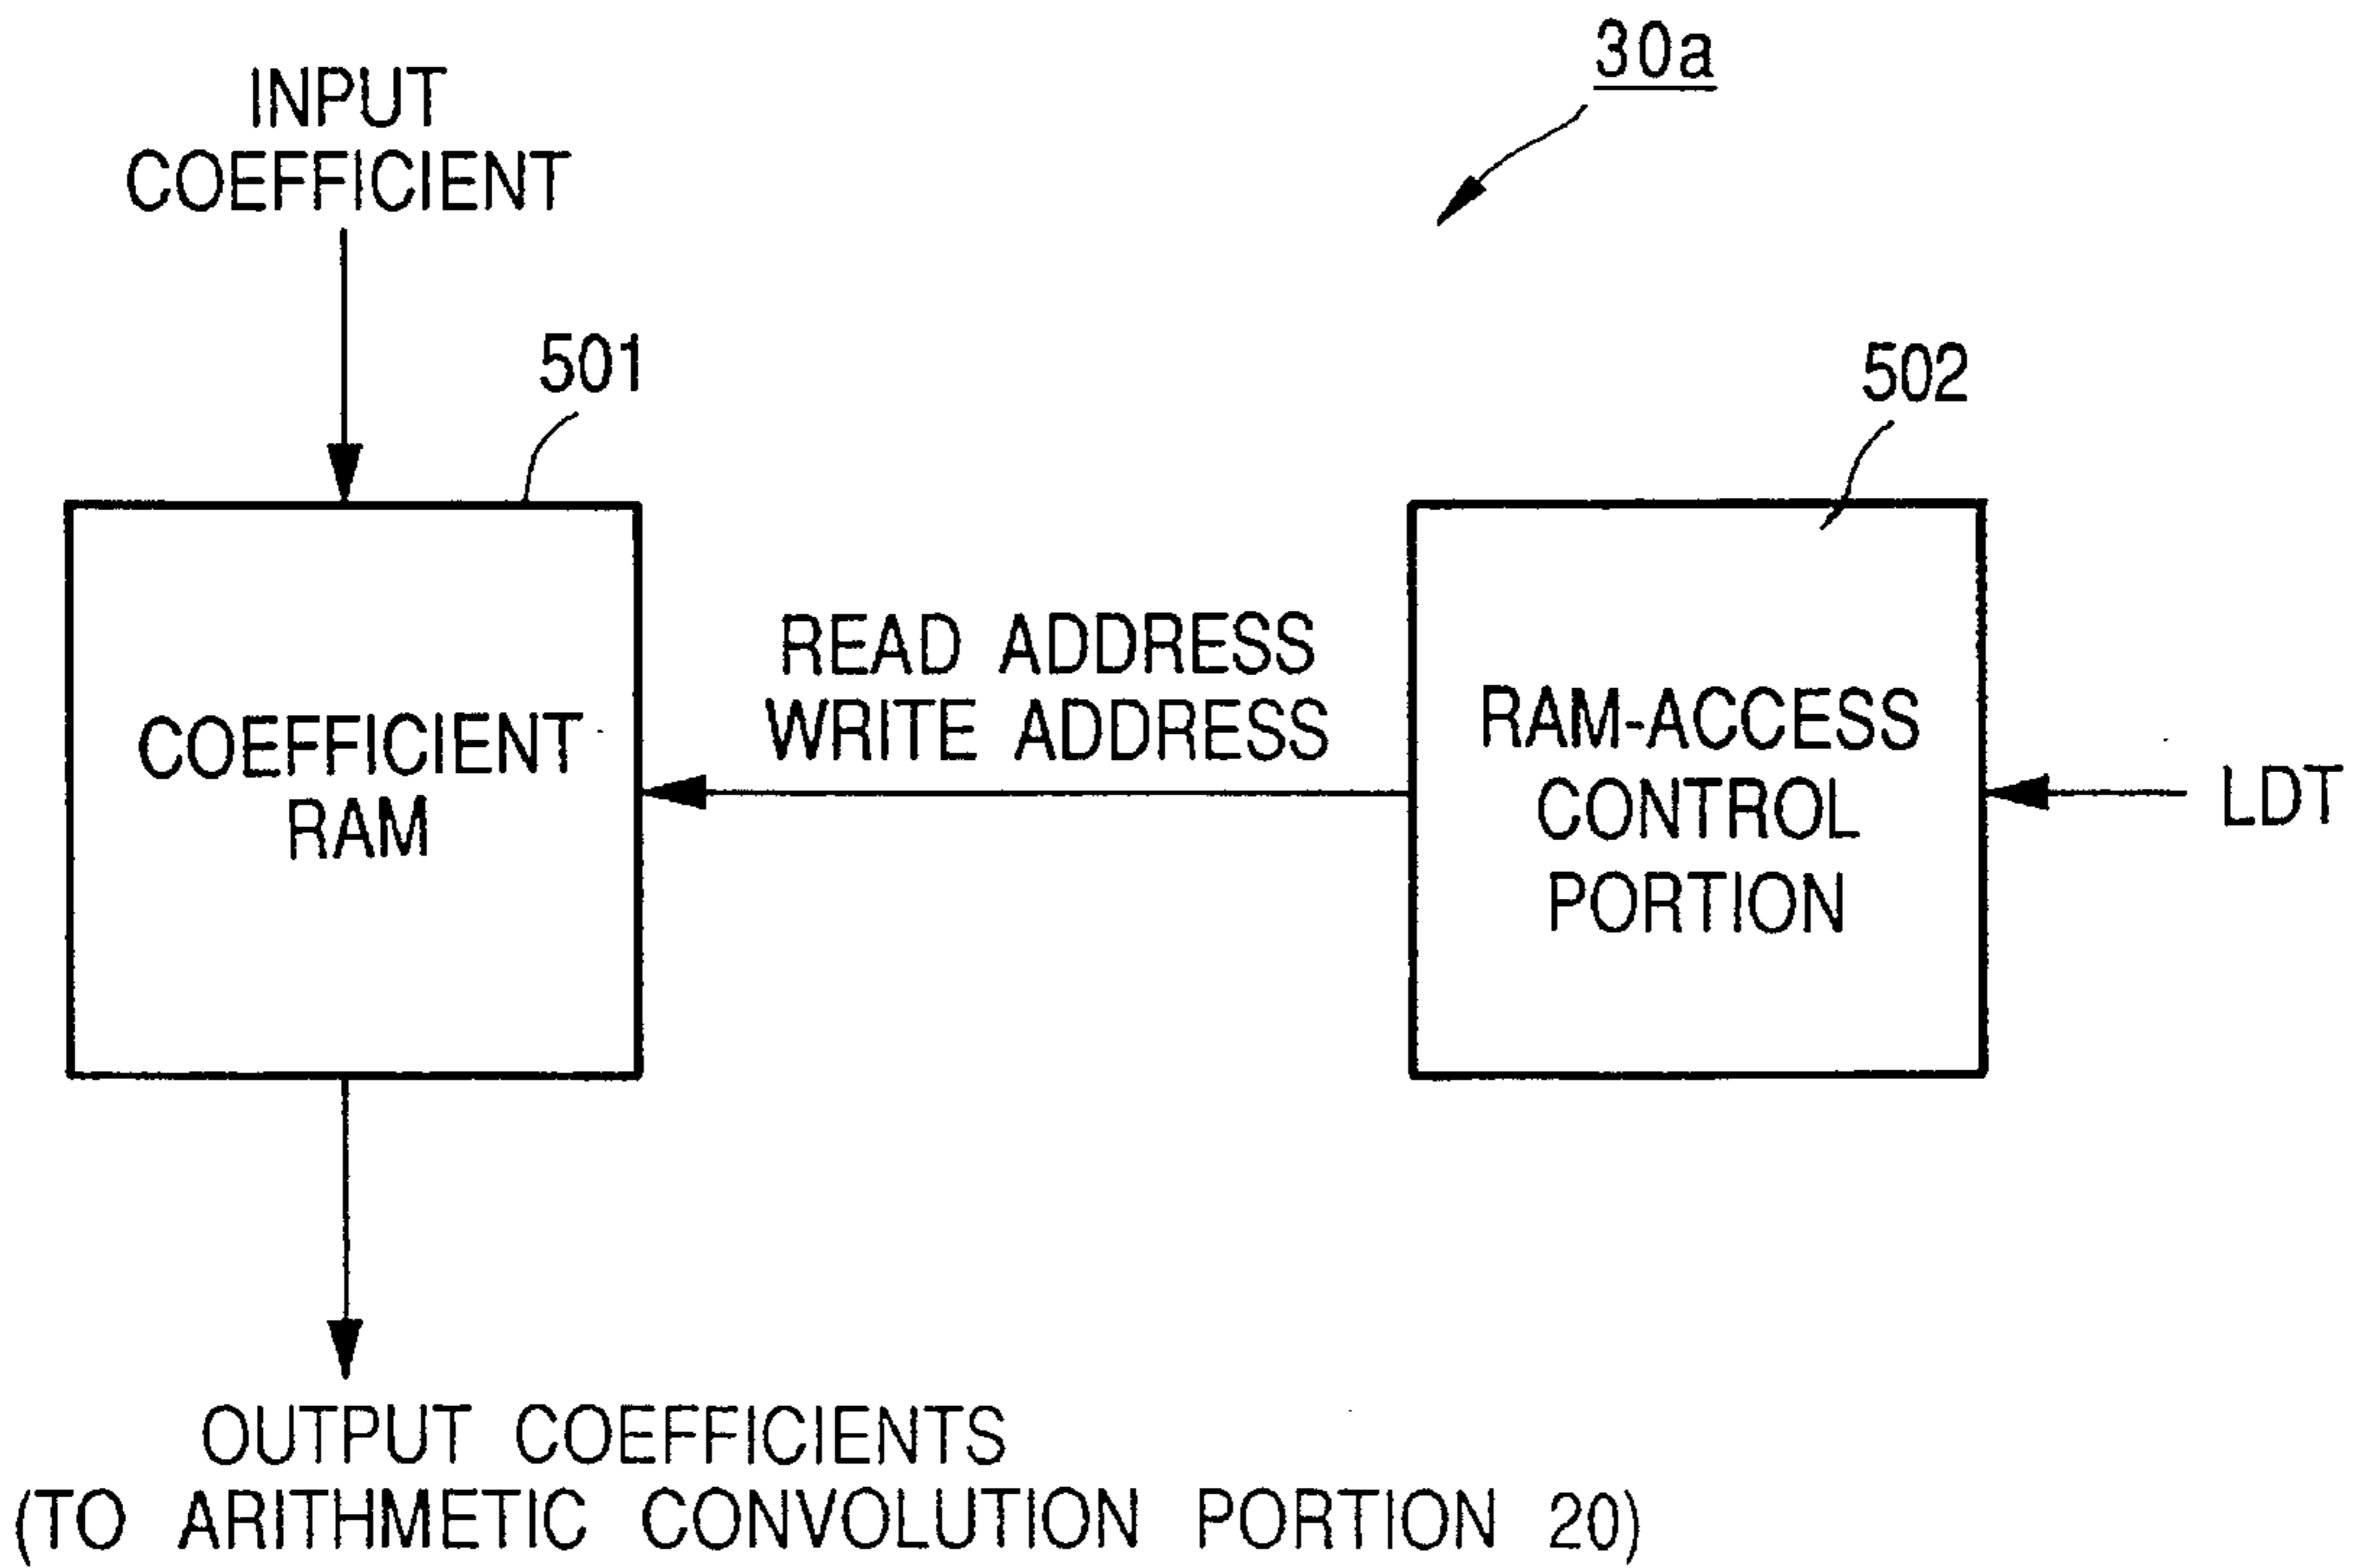 30a
INPUT
COEFFICIENT
501
502
READ ADDRESS
WRITE ADDRESS
COEFFICIENT
RAM
RAM-ACCESS
CONTROL
PORTION
LDT
OUTPUT COEFFICIENTS
(TO ARITHMETIC CONVOLUTION PORTION 20)